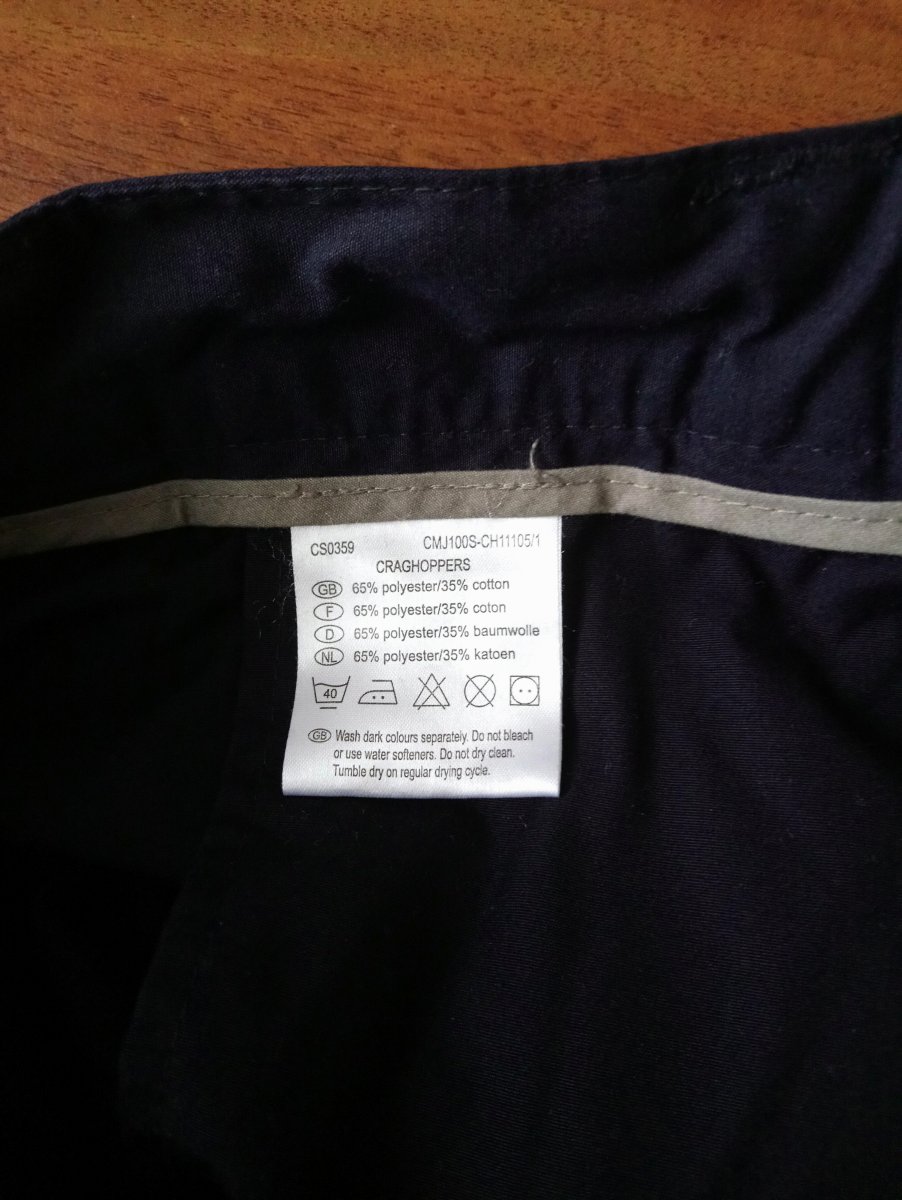 CS0359 CMJ100S-CH11105/1
CRAGHOPPERS
GB 65% polyester/35% cotton
F 65% polyester/35% coton
D 65% polyester/35% baumwolle
NL 65% polyester/35% katoen
40
GB Wash dark colours separately. Do not bleach
or use water softeners. Do not dry clean.
Tumble dry on regular drying cycle.